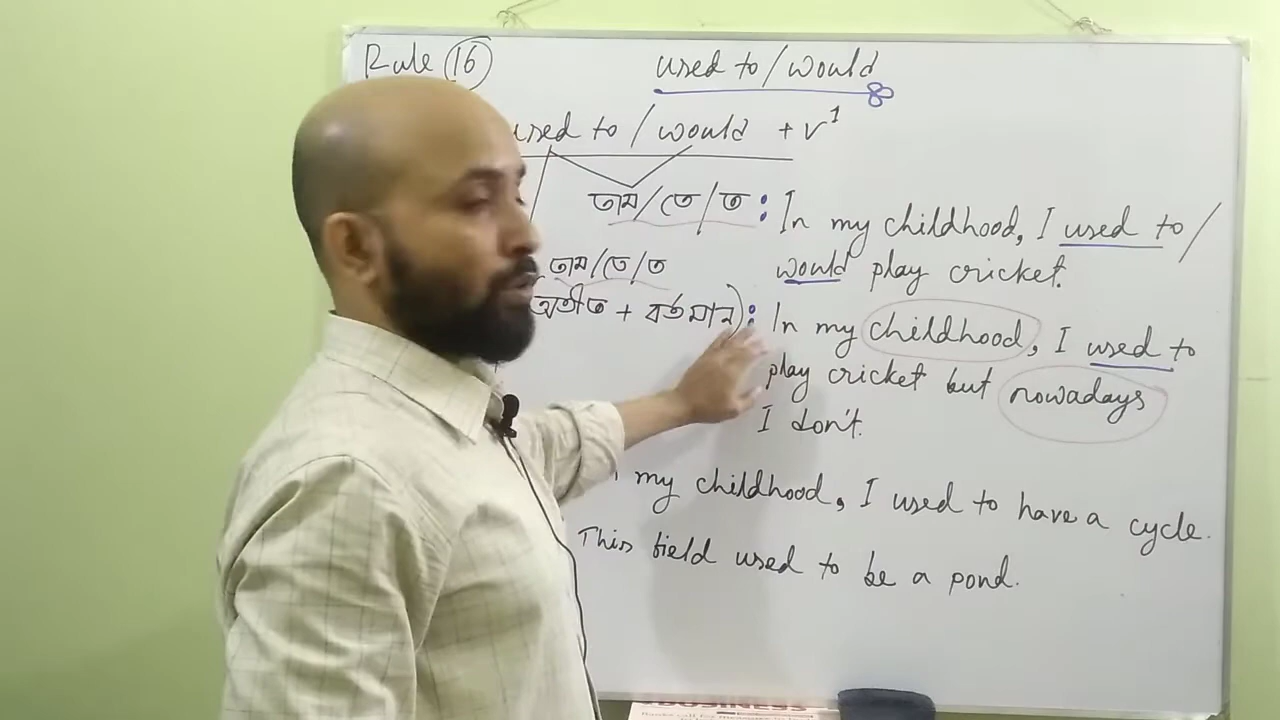 Rule 16
used to / would
used to / would + v1
তাম / তে / ত : In my childhood, I used to /
would play cricket.
তাম / তে / ত
অতীত + বর্তমান) : In my childhood, I used to
play cricket but nowadays
I don't.
my childhood, I used to have a cycle.
This field used to be a pond.
BUSINESS